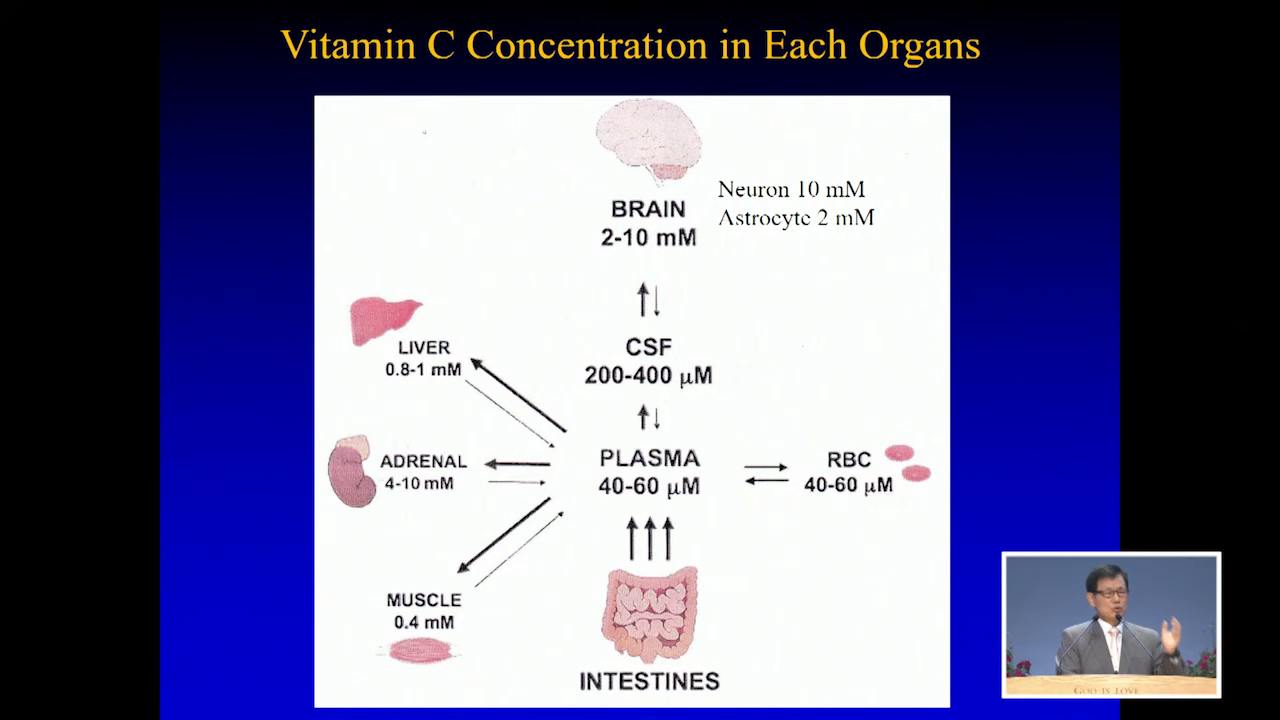 Vitamin C Concentration in Each Organs
BRAIN
2-10 mM
Neuron 10 mM
Astrocyte 2 mM
CSF
200-400 μM
LIVER
0.8-1 mM
ADRENAL
4-10 mM
PLASMA
40-60 μM
RBC
40-60 μM
MUSCLE
0.4 mM
INTESTINES
GOD IS LOVE